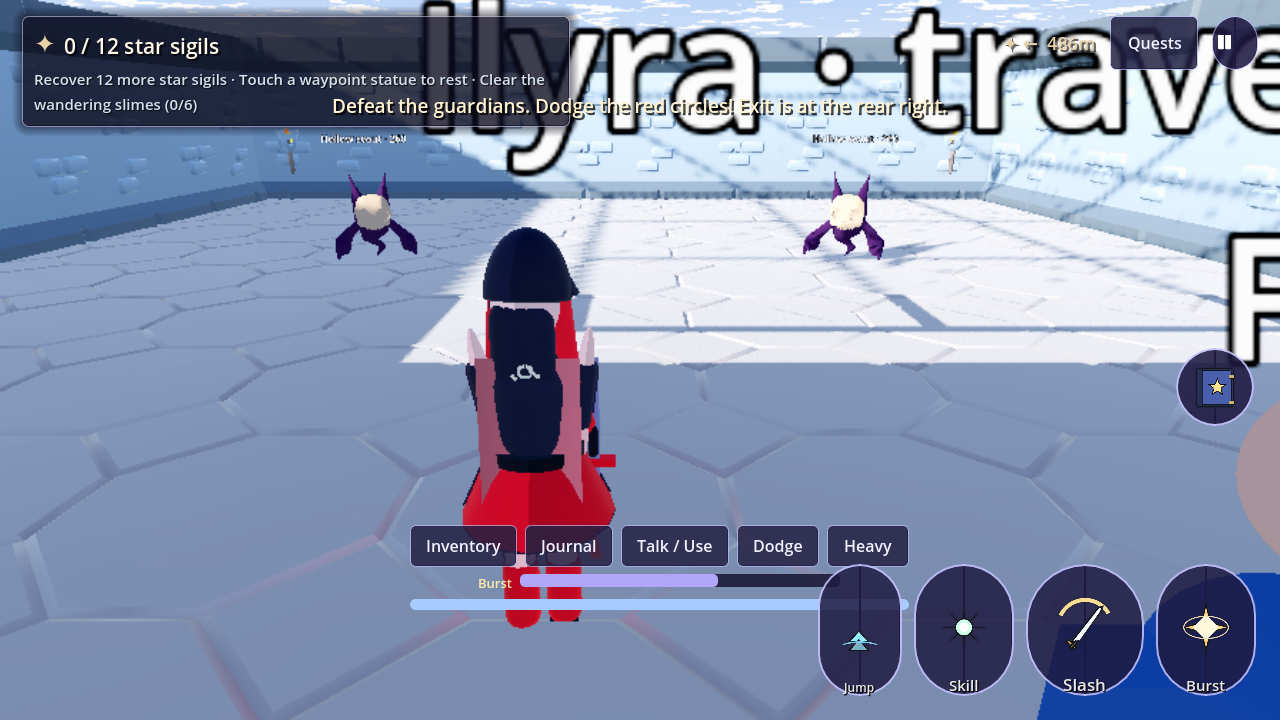 0 / 12 star sigils
Recover 12 more star sigils · Touch a waypoint statue to rest · Clear the
wandering slimes (0/6)
Defeat the guardians. Dodge the red circles! Exit is at the rear right.
llyra · trave
486m
Quests
F
Inventory
Journal
Talk / Use
Dodge
Heavy
Burst
Jump
Skill
Slash
Burst